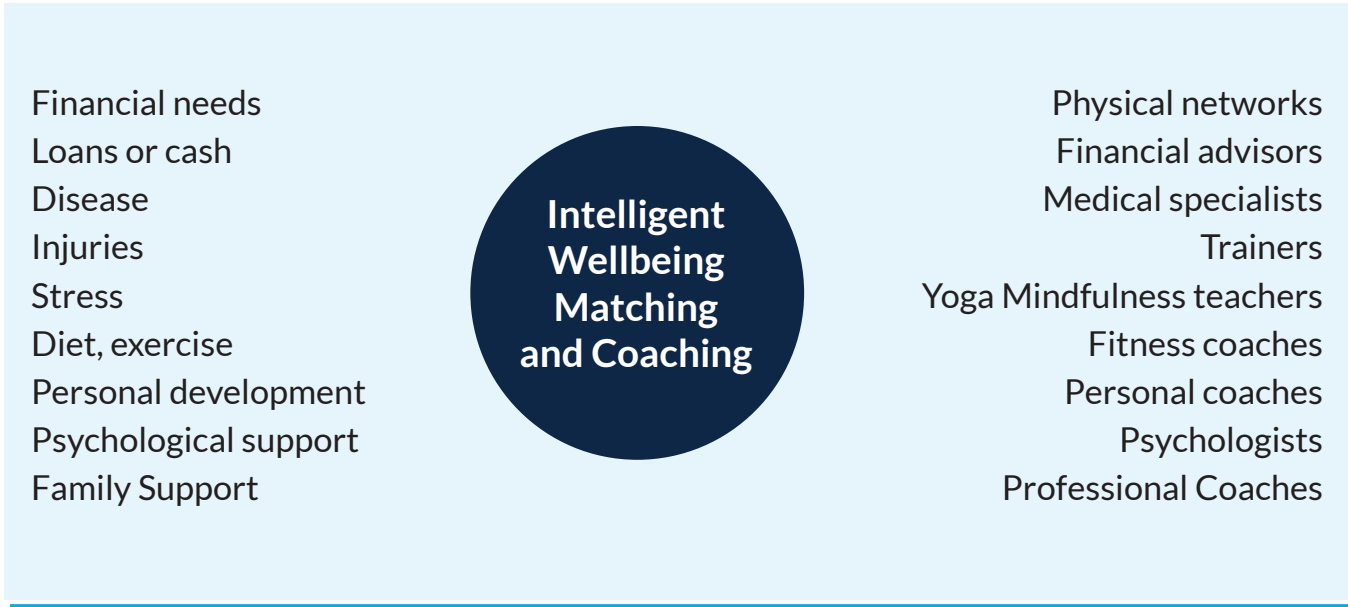 Financial needs
Loans or cash
Disease
Injuries
Stress
Diet, exercise
Personal development
Psychological support
Family Support
Intelligent
Wellbeing
Matching
and Coaching
Physical networks
Financial advisors
Medical specialists
Trainers
Yoga Mindfulness teachers
Fitness coaches
Personal coaches
Psychologists
Professional Coaches